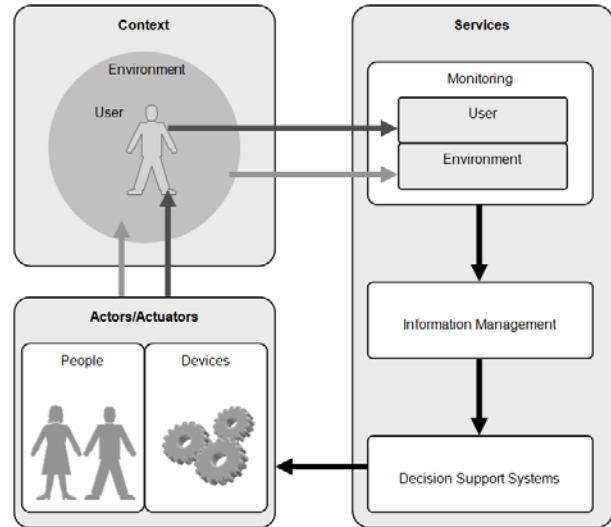 Context
Environment
User
Services
Monitoring
User
Environment
Information Management
Decision Support Systems
Actors/Actuators
People
Devices